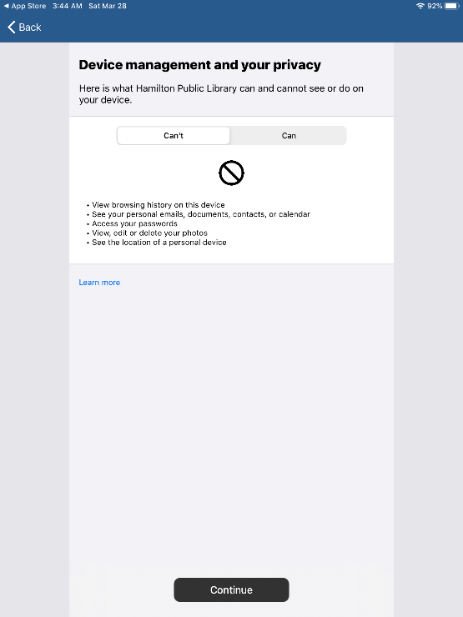 App Store 3:44 AM Sat Mar 28 92%
Back
Device management and your privacy
Here is what Hamilton Public Library can and cannot see or do on
your device.
Can't Can
• View browsing history on this device
• See your personal emails, documents, contacts, or calendar
• Access your passwords
• View, edit or delete your photos
• See the location of a personal device
Learn more
Continue